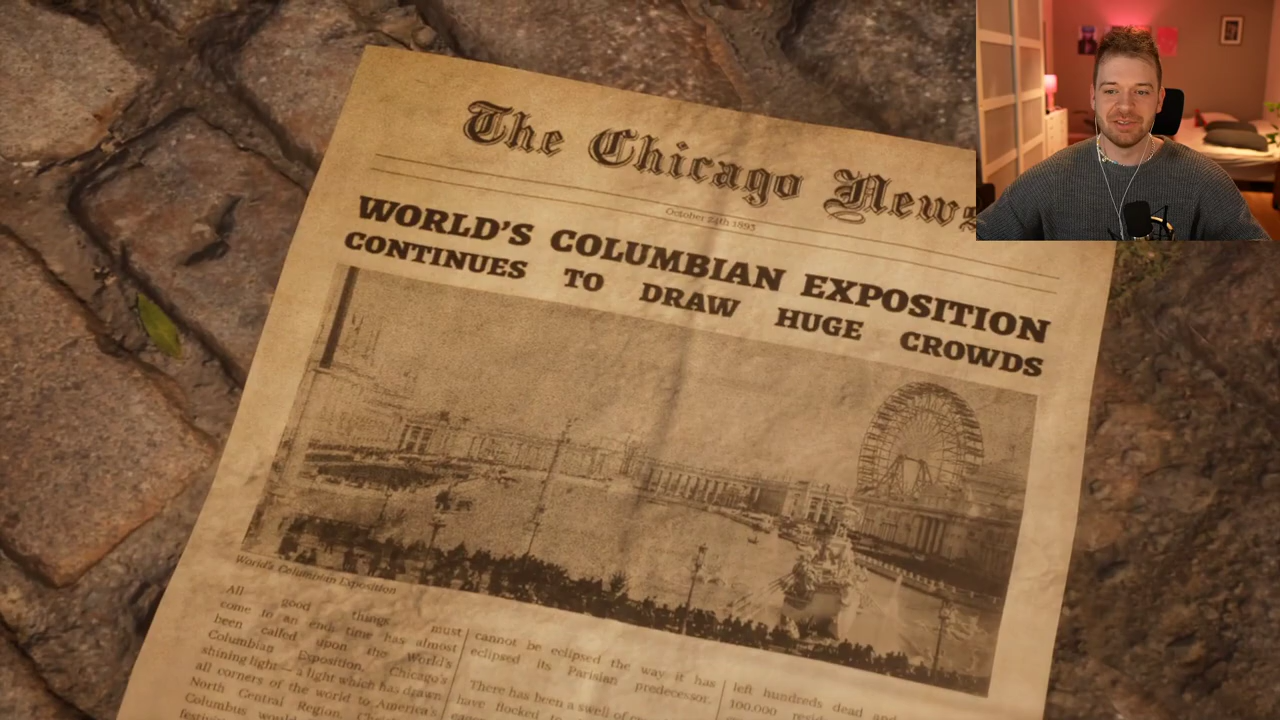 The Chicago News
October 24th 1893
WORLD'S COLUMBIAN EXPOSITION
CONTINUES TO DRAW HUGE CROWDS
World's Columbian Exposition
All good things must
come to an end; time has almost
been called upon the World's
Columbian Exposition, Chicago's
shining light — a light which has drawn
all corners of the world to America's
North Central Region.
Columbus would
cannot be eclipsed the way it has
eclipsed its Parisian predecessor.
There has been a swell of
have flocked to
left hundreds dead and
100,000